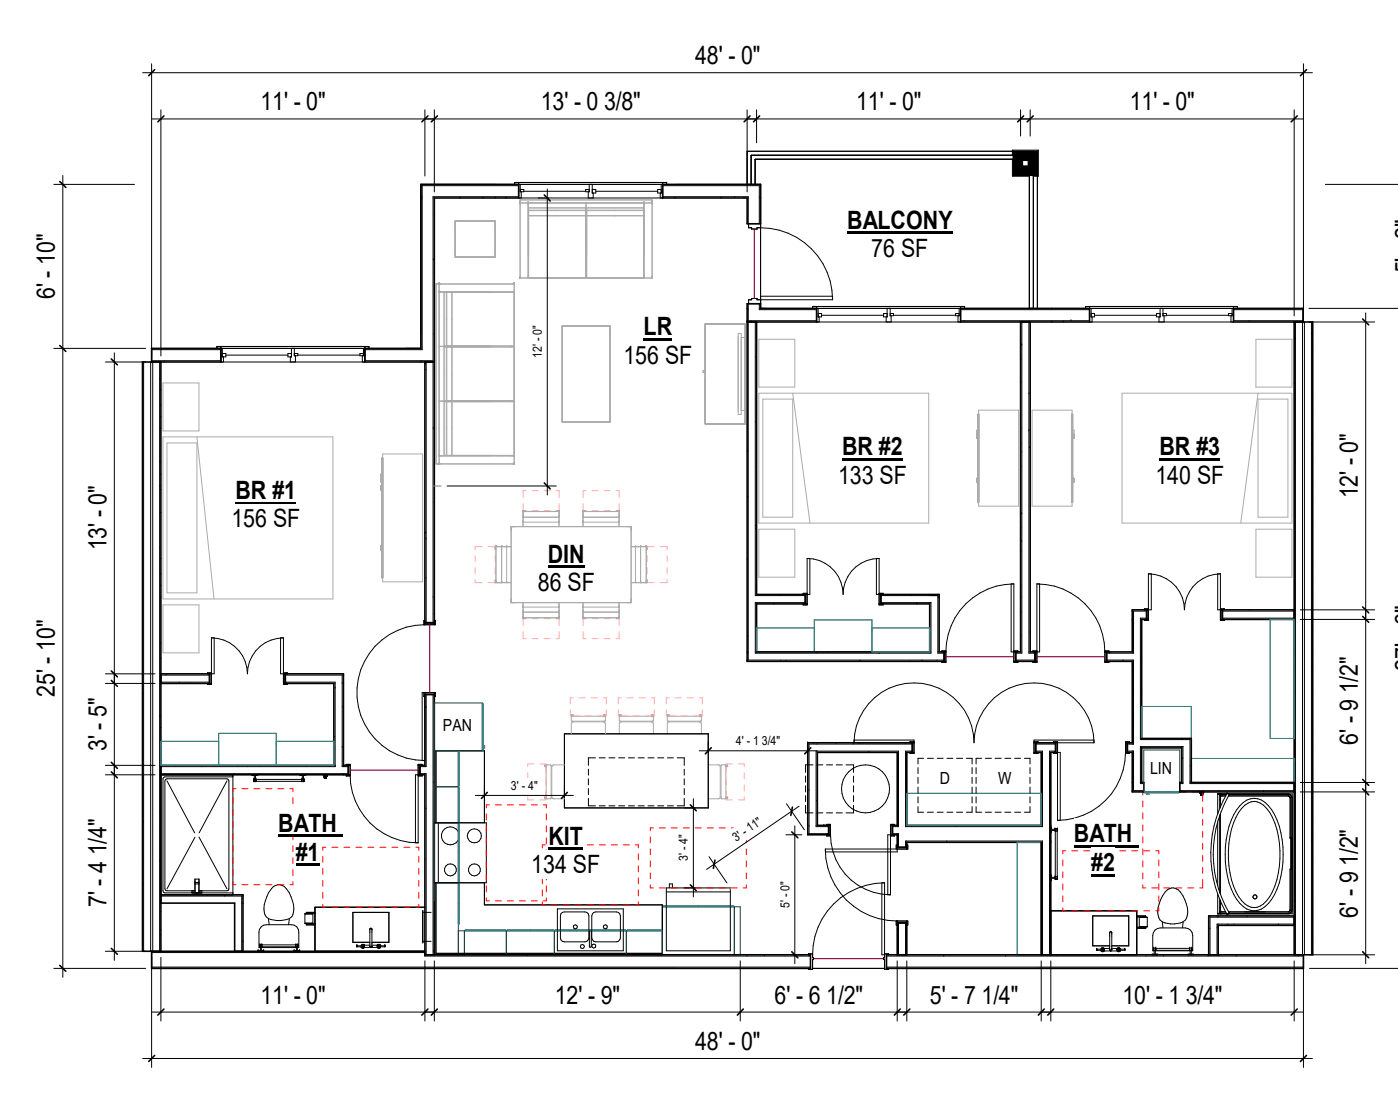 48' - 0"
11' - 0"
13' - 0 3/8"
11' - 0"
11' - 0"
6' - 10"
BALCONY
76 SF
LR
156 SF
12' - 0"
BR #1
156 SF
BR #2
133 SF
BR #3
140 SF
12' - 0"
13' - 0"
DIN
86 SF
25' - 10"
3' - 5"
PAN
4' - 1 3/4"
6' - 9 1/2"
3' - 4"
D
W
LIN
BATH
#1
KIT
134 SF
3' - 4"
3' - 11"
BATH
#2
7' - 4 1/4"
5' - 0"
6' - 9 1/2"
11' - 0"
12' - 9"
6' - 6 1/2"
5' - 7 1/4"
10' - 1 3/4"
48' - 0"